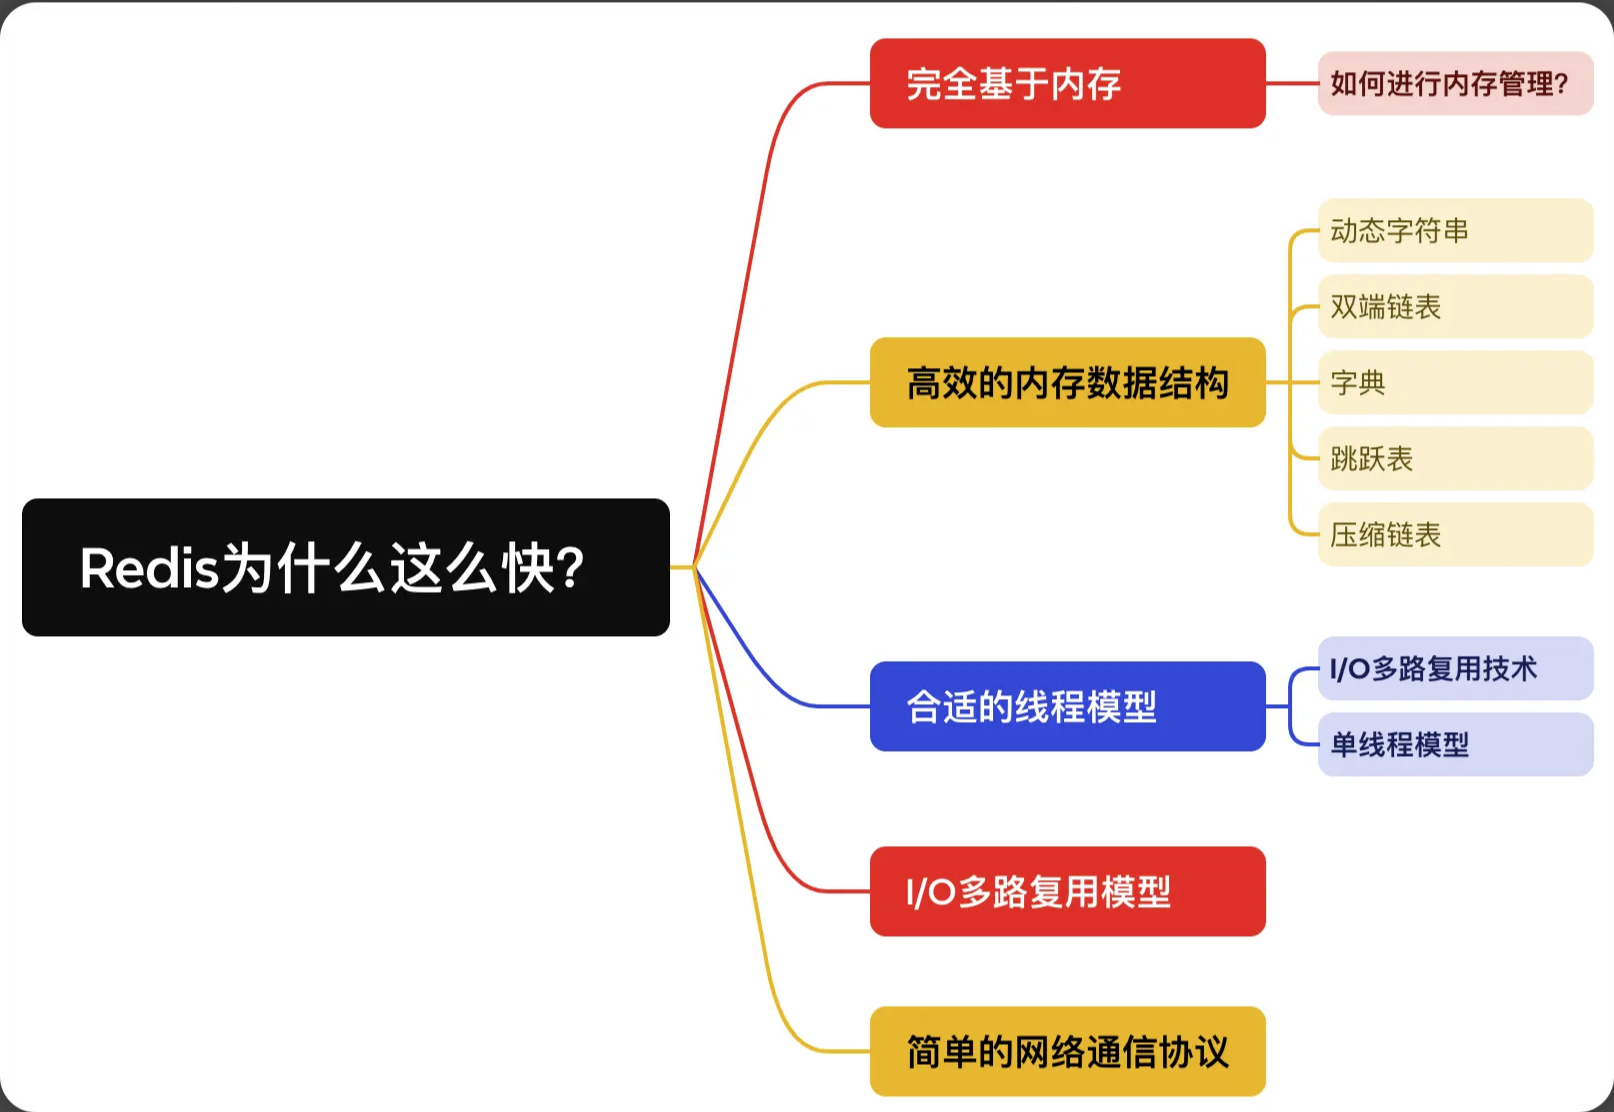 Redis为什么这么快?
完全基于内存
如何进行内存管理?
高效的内存数据结构
动态字符串
双端链表
字典
跳跃表
压缩链表
合适的线程模型
I/O多路复用技术
单线程模型
I/O多路复用模型
简单的网络通信协议